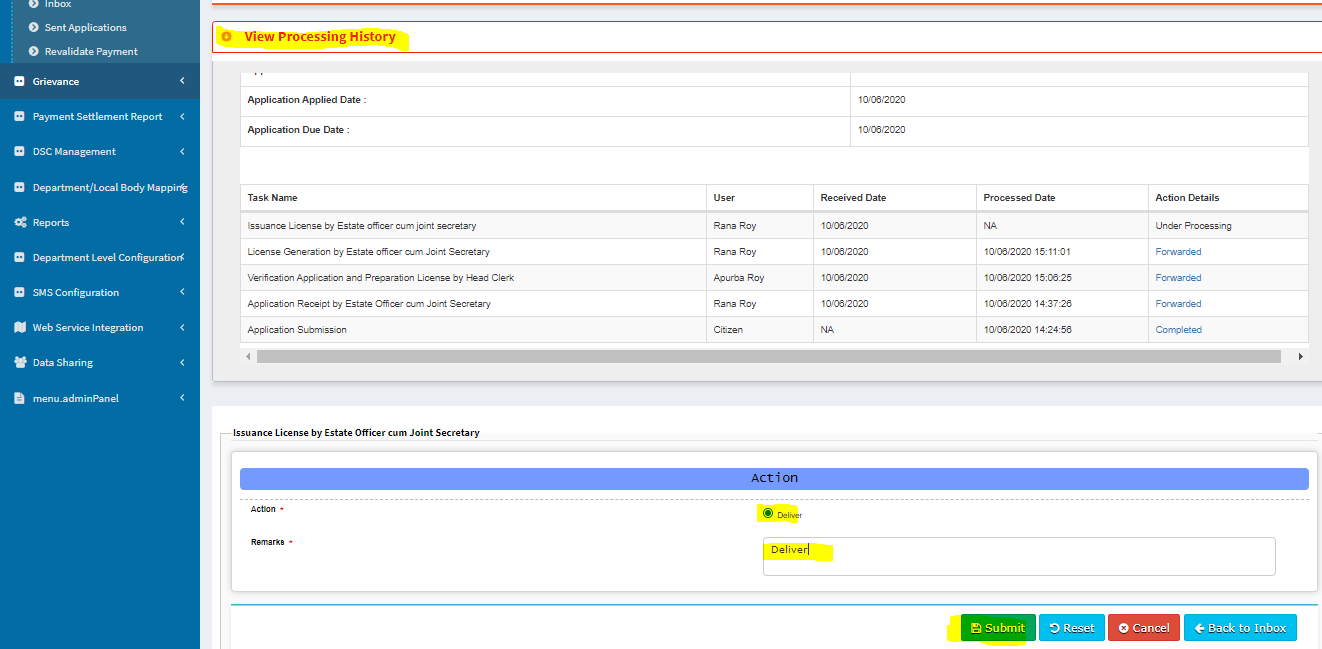 Inbox
Sent Applications
Revalidate Payment
Grievance
Payment Settlement Report
DSC Management
Department/Local Body Mapping
Reports
Department Level Configuration
SMS Configuration
Web Service Integration
Data Sharing
menu.adminPanel
View Processing History
Application Applied Date : 10/06/2020
Application Due Date : 10/06/2020
Task Name User Received Date Processed Date Action Details
Issuance License by Estate officer cum joint secretary Rana Roy 10/06/2020 NA Under Processing
License Generation by Estate officer cum Joint Secretary Rana Roy 10/06/2020 10/06/2020 15:11:01 Forwarded
Verification Application and Preparation License by Head Clerk Apurba Roy 10/06/2020 10/06/2020 15:06:25 Forwarded
Application Receipt by Estate Officer cum Joint Secretary Rana Roy 10/06/2020 10/06/2020 14:37:26 Forwarded
Application Submission Citizen NA 10/06/2020 14:24:56 Completed
Issuance License by Estate Officer cum Joint Secretary
Action
Action * Deliver
Remarks * Deliver
Submit Reset Cancel Back to Inbox